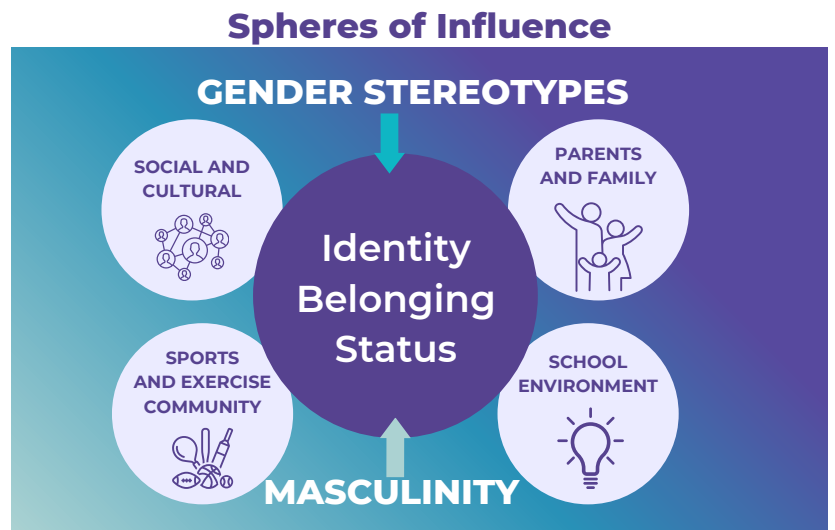 Spheres of Influence
GENDER STEREOTYPES
SOCIAL AND
CULTURAL
PARENTS
AND FAMILY
Identity
Belonging
Status
SPORTS
AND EXERCISE
COMMUNITY
SCHOOL
ENVIRONMENT
MASCULINITY